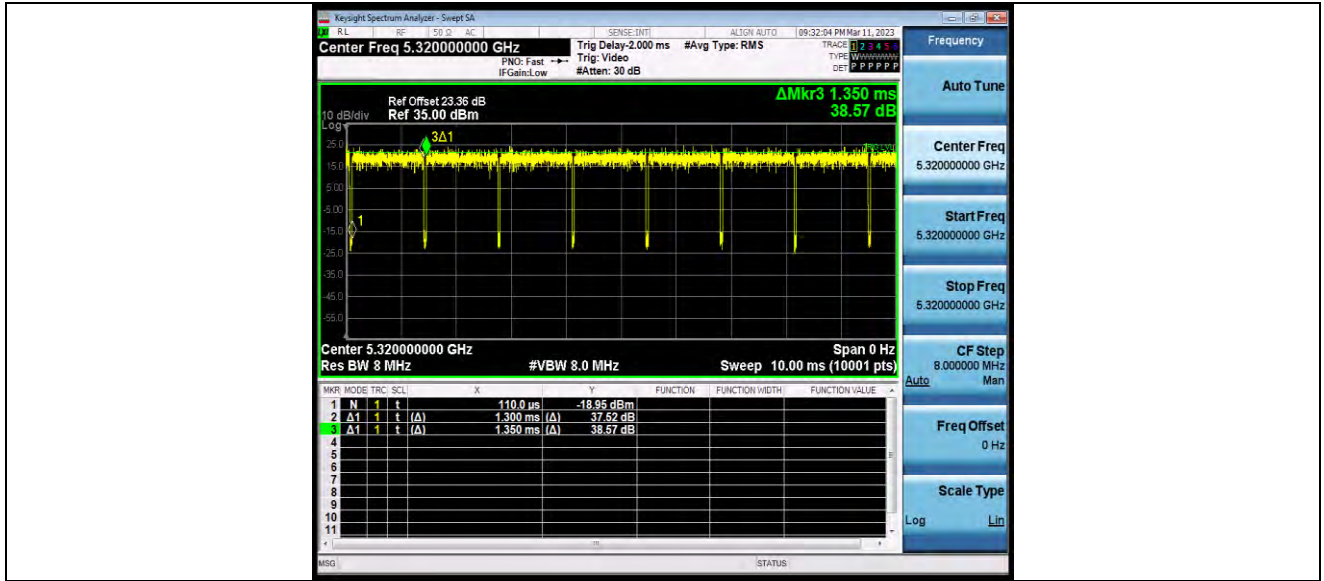 Keysight Spectrum Analyzer - Swept SA
RL RF 50 Ω AC SENSE:INT ALIGN AUTO 09:32:04 PM Mar 11, 2023
Center Freq 5.320000000 GHz
PNO: Fast
IFGain:Low
Trig Delay-2.000 ms
Trig: Video
#Atten: 30 dB
#Avg Type: RMS
TRACE 1 2 3 4 5 6
TYPE WWWWWW
DET P P P P P P
ΔMkr3 1.350 ms
38.57 dB
Ref Offset 23.36 dB
10 dB/div Ref 35.00 dBm
Log
3Δ1
25.0
15.0
5.00
-5.00
1
-15.0
-25.0
-35.0
-45.0
-55.0
Center 5.320000000 GHz Span 0 Hz
Res BW 8 MHz #VBW 8.0 MHz Sweep 10.00 ms (10001 pts)
MKR MODE TRC SCL X Y FUNCTION FUNCTION WIDTH FUNCTION VALUE
1 N 1 t 110.0 µs -18.95 dBm
2 Δ1 1 t (Δ) 1.300 ms (Δ) 37.52 dB
3 Δ1 1 t (Δ) 1.350 ms (Δ) 38.57 dB
4
5
6
7
8
9
10
11
MSG STATUS
Frequency
Auto Tune
Center Freq
5.320000000 GHz
Start Freq
5.320000000 GHz
Stop Freq
5.320000000 GHz
CF Step
8.000000 MHz
Auto Man
Freq Offset
0 Hz
Scale Type
Log Lin